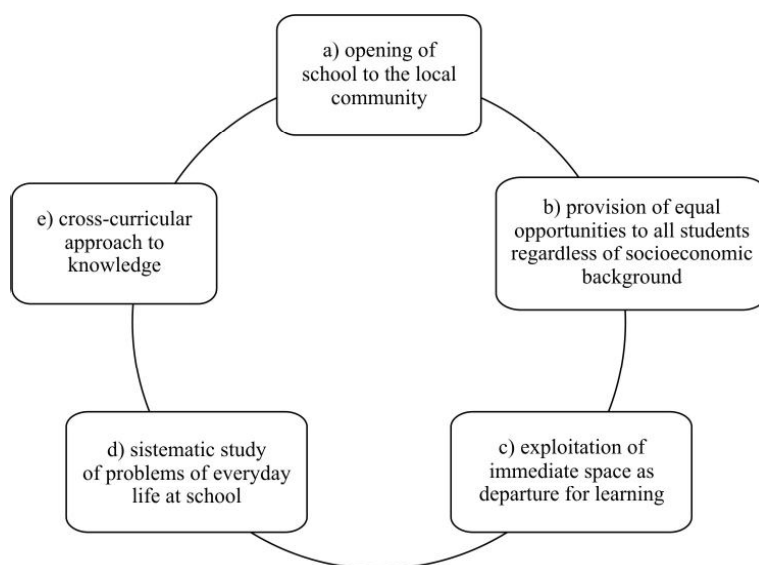 a) opening of
school to the local
community
b) provision of equal
opportunities to all students
regardless of socioeconomic
background
c) exploitation of
immediate space as
departure for learning
d) sistematic study
of problems of everyday
life at school
e) cross-curricular
approach to
knowledge